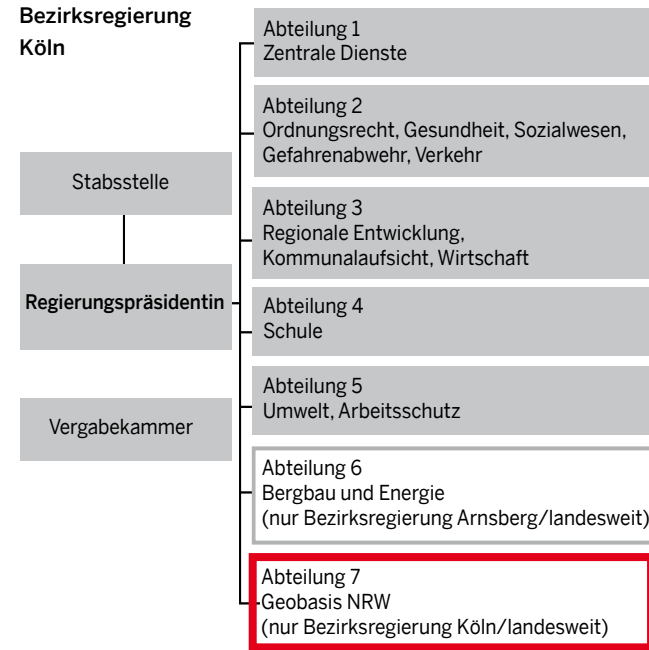 Bezirksregierung
Köln
Stabsstelle
Regierungspräsidentin
Vergabekammer
Abteilung 1
Zentrale Dienste
Abteilung 2
Ordnungsrecht, Gesundheit, Sozialwesen,
Gefahrenabwehr, Verkehr
Abteilung 3
Regionale Entwicklung,
Kommunalaufsicht, Wirtschaft
Abteilung 4
Schule
Abteilung 5
Umwelt, Arbeitsschutz
Abteilung 6
Bergbau und Energie
(nur Bezirksregierung Arnsberg/landesweit)
Abteilung 7
Geobasis NRW
(nur Bezirksregierung Köln/landesweit)